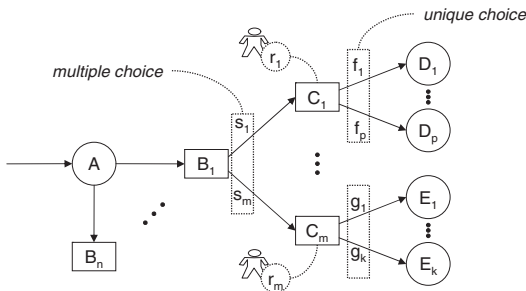 unique choice
multiple choice
r1
f1
D1
C1
s1
fp
Dp
A
B1
sm
g1
E1
Cm
gk
Ek
Bn
rm